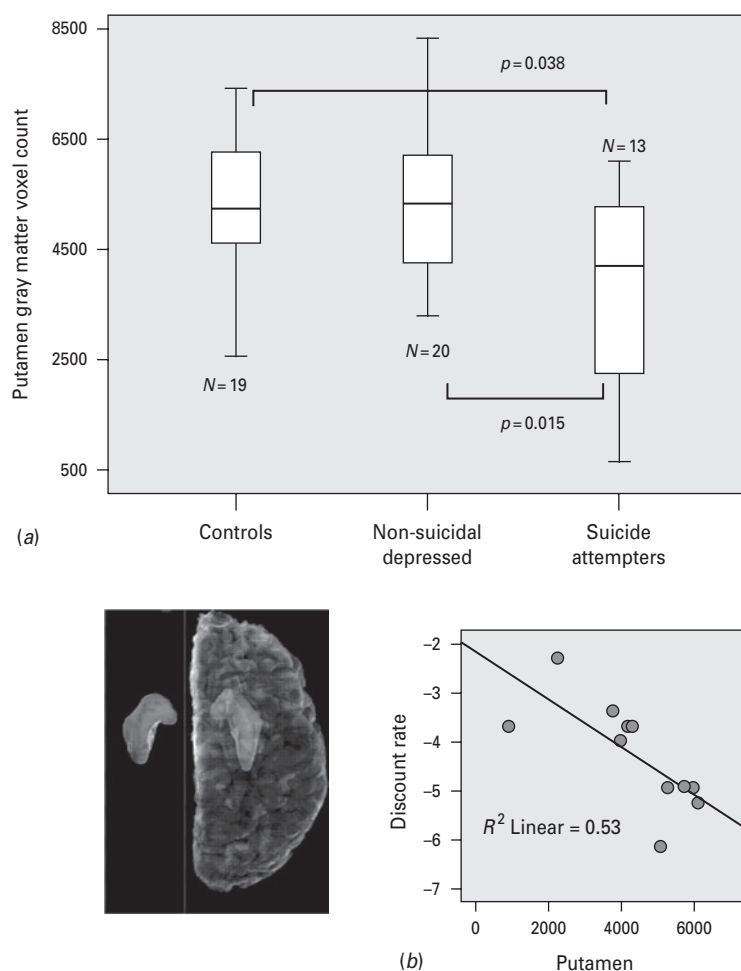 8500
6500
4500
2500
500
Putamen gray matter voxel count
p = 0.038
N = 13
N = 20
N = 19
p = 0.015
Controls
Non-suicidal
depressed
Suicide
attempters
(a)
–2
–3
–4
–5
–6
–7
Discount rate
R² Linear = 0.53
0
2000
4000
6000
Putamen
(b)